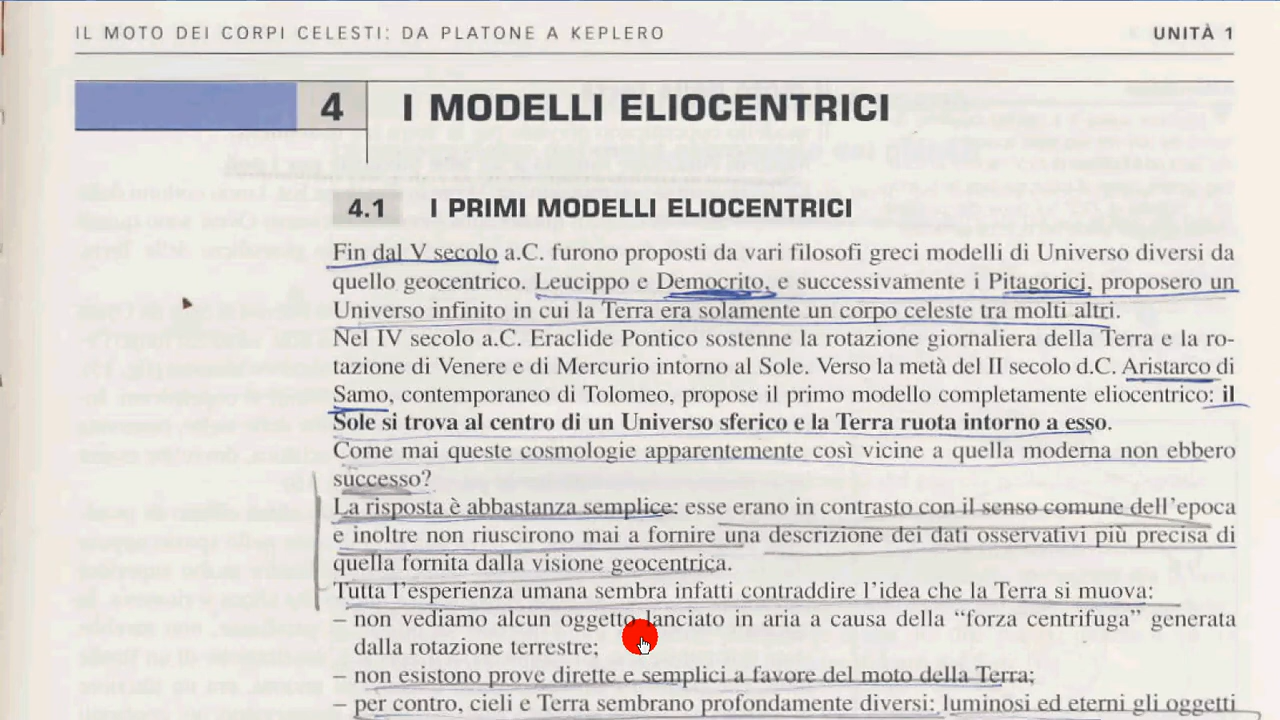 IL MOTO DEI CORPI CELESTI: DA PLATONE A KEPLERO UNITÀ 1
4 I MODELLI ELIOCENTRICI
4.1 I PRIMI MODELLI ELIOCENTRICI
Fin dal V secolo a.C. furono proposti da vari filosofi greci modelli di Universo diversi da
quello geocentrico. Leucippo e Democrito, e successivamente i Pitagorici, proposero un
Universo infinito in cui la Terra era solamente un corpo celeste tra molti altri.
Nel IV secolo a.C. Eraclide Pontico sostenne la rotazione giornaliera della Terra e la ro-
tazione di Venere e di Mercurio intorno al Sole. Verso la metà del II secolo d.C. Aristarco di
Samo, contemporaneo di Tolomeo, propose il primo modello completamente eliocentrico: il
Sole si trova al centro di un Universo sferico e la Terra ruota intorno a esso.
Come mai queste cosmologie apparentemente così vicine a quella moderna non ebbero
successo?
La risposta è abbastanza semplice: esse erano in contrasto con il senso comune dell'epoca
e inoltre non riuscirono mai a fornire una descrizione dei dati osservativi più precisa di
quella fornita dalla visione geocentrica.
Tutta l'esperienza umana sembra infatti contraddire l'idea che la Terra si muova:
– non vediamo alcun oggetto lanciato in aria a causa della "forza centrifuga" generata
dalla rotazione terrestre;
– non esistono prove dirette e semplici a favore del moto della Terra;
– per contro, cieli e Terra sembrano profondamente diversi: luminosi ed eterni gli oggetti